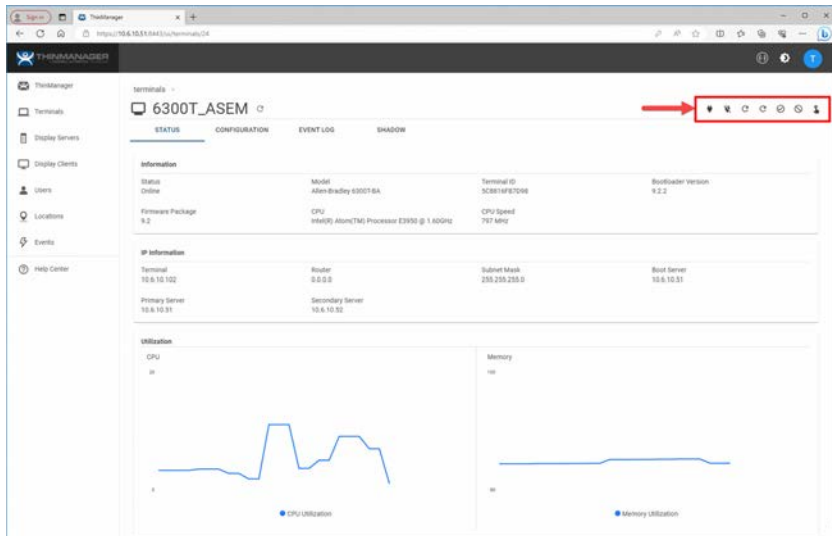 Sign in
ThinManager
https://10.6.10.51:8443/ui/terminals/24
THINMANAGER
T
ThinManager
Terminals
Display Servers
Display Clients
Users
Locations
Events
Help Center
terminals
6300T_ASEM
STATUS CONFIGURATION EVENT LOG SHADOW
Information
Status Model Terminal ID Bootloader Version
Online Allen-Bradley 6300T-BA 5C8816F87D98 9.2.2
Firmware Package CPU CPU Speed
9.2 Intel(R) Atom(TM) Processor E3950 @ 1.60GHz 797 MHz
IP Information
Terminal Router Subnet Mask Boot Server
10.6.10.102 0.0.0.0 255.255.255.0 10.6.10.51
Primary Server Secondary Server
10.6.10.51 10.6.10.52
Utilization
CPU Memory
20 100
0
CPU Utilization Memory Utilization